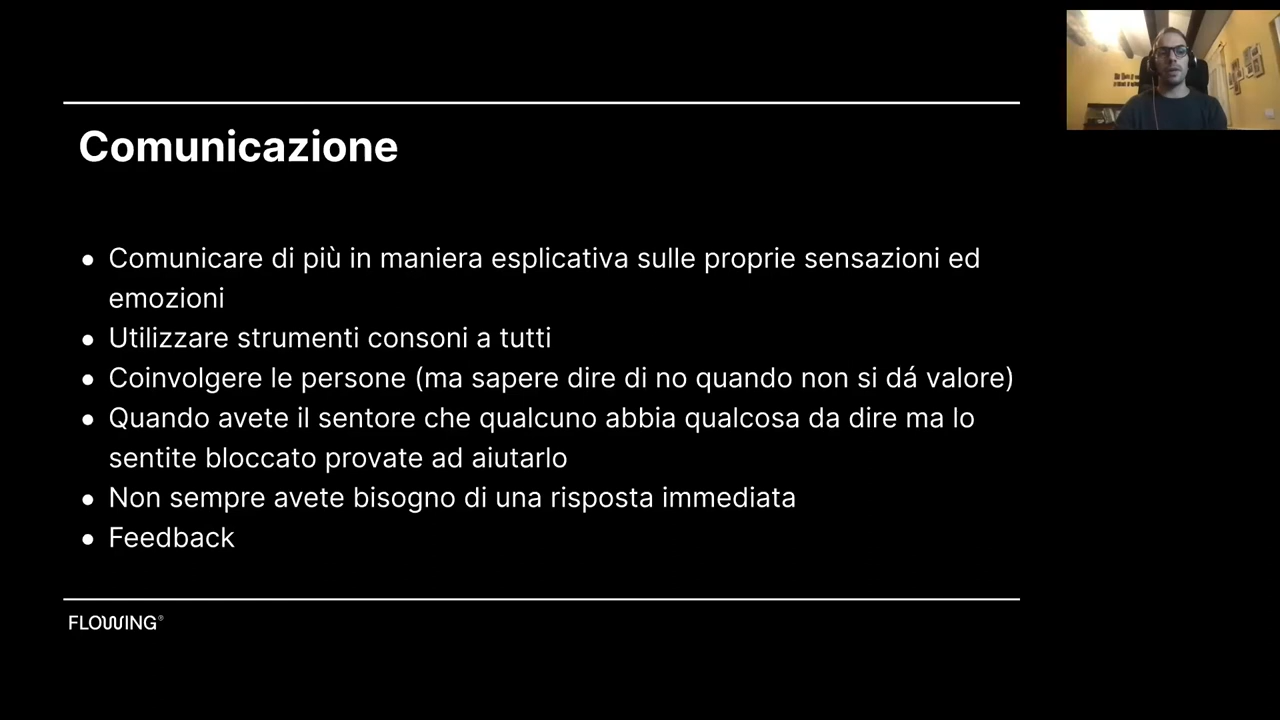 Comunicazione
● Comunicare di più in maniera esplicativa sulle proprie sensazioni ed
emozioni
● Utilizzare strumenti consoni a tutti
● Coinvolgere le persone (ma sapere dire di no quando non si dá valore)
● Quando avete il sentore che qualcuno abbia qualcosa da dire ma lo
sentite bloccato provate ad aiutarlo
● Non sempre avete bisogno di una risposta immediata
● Feedback
FLOWING®